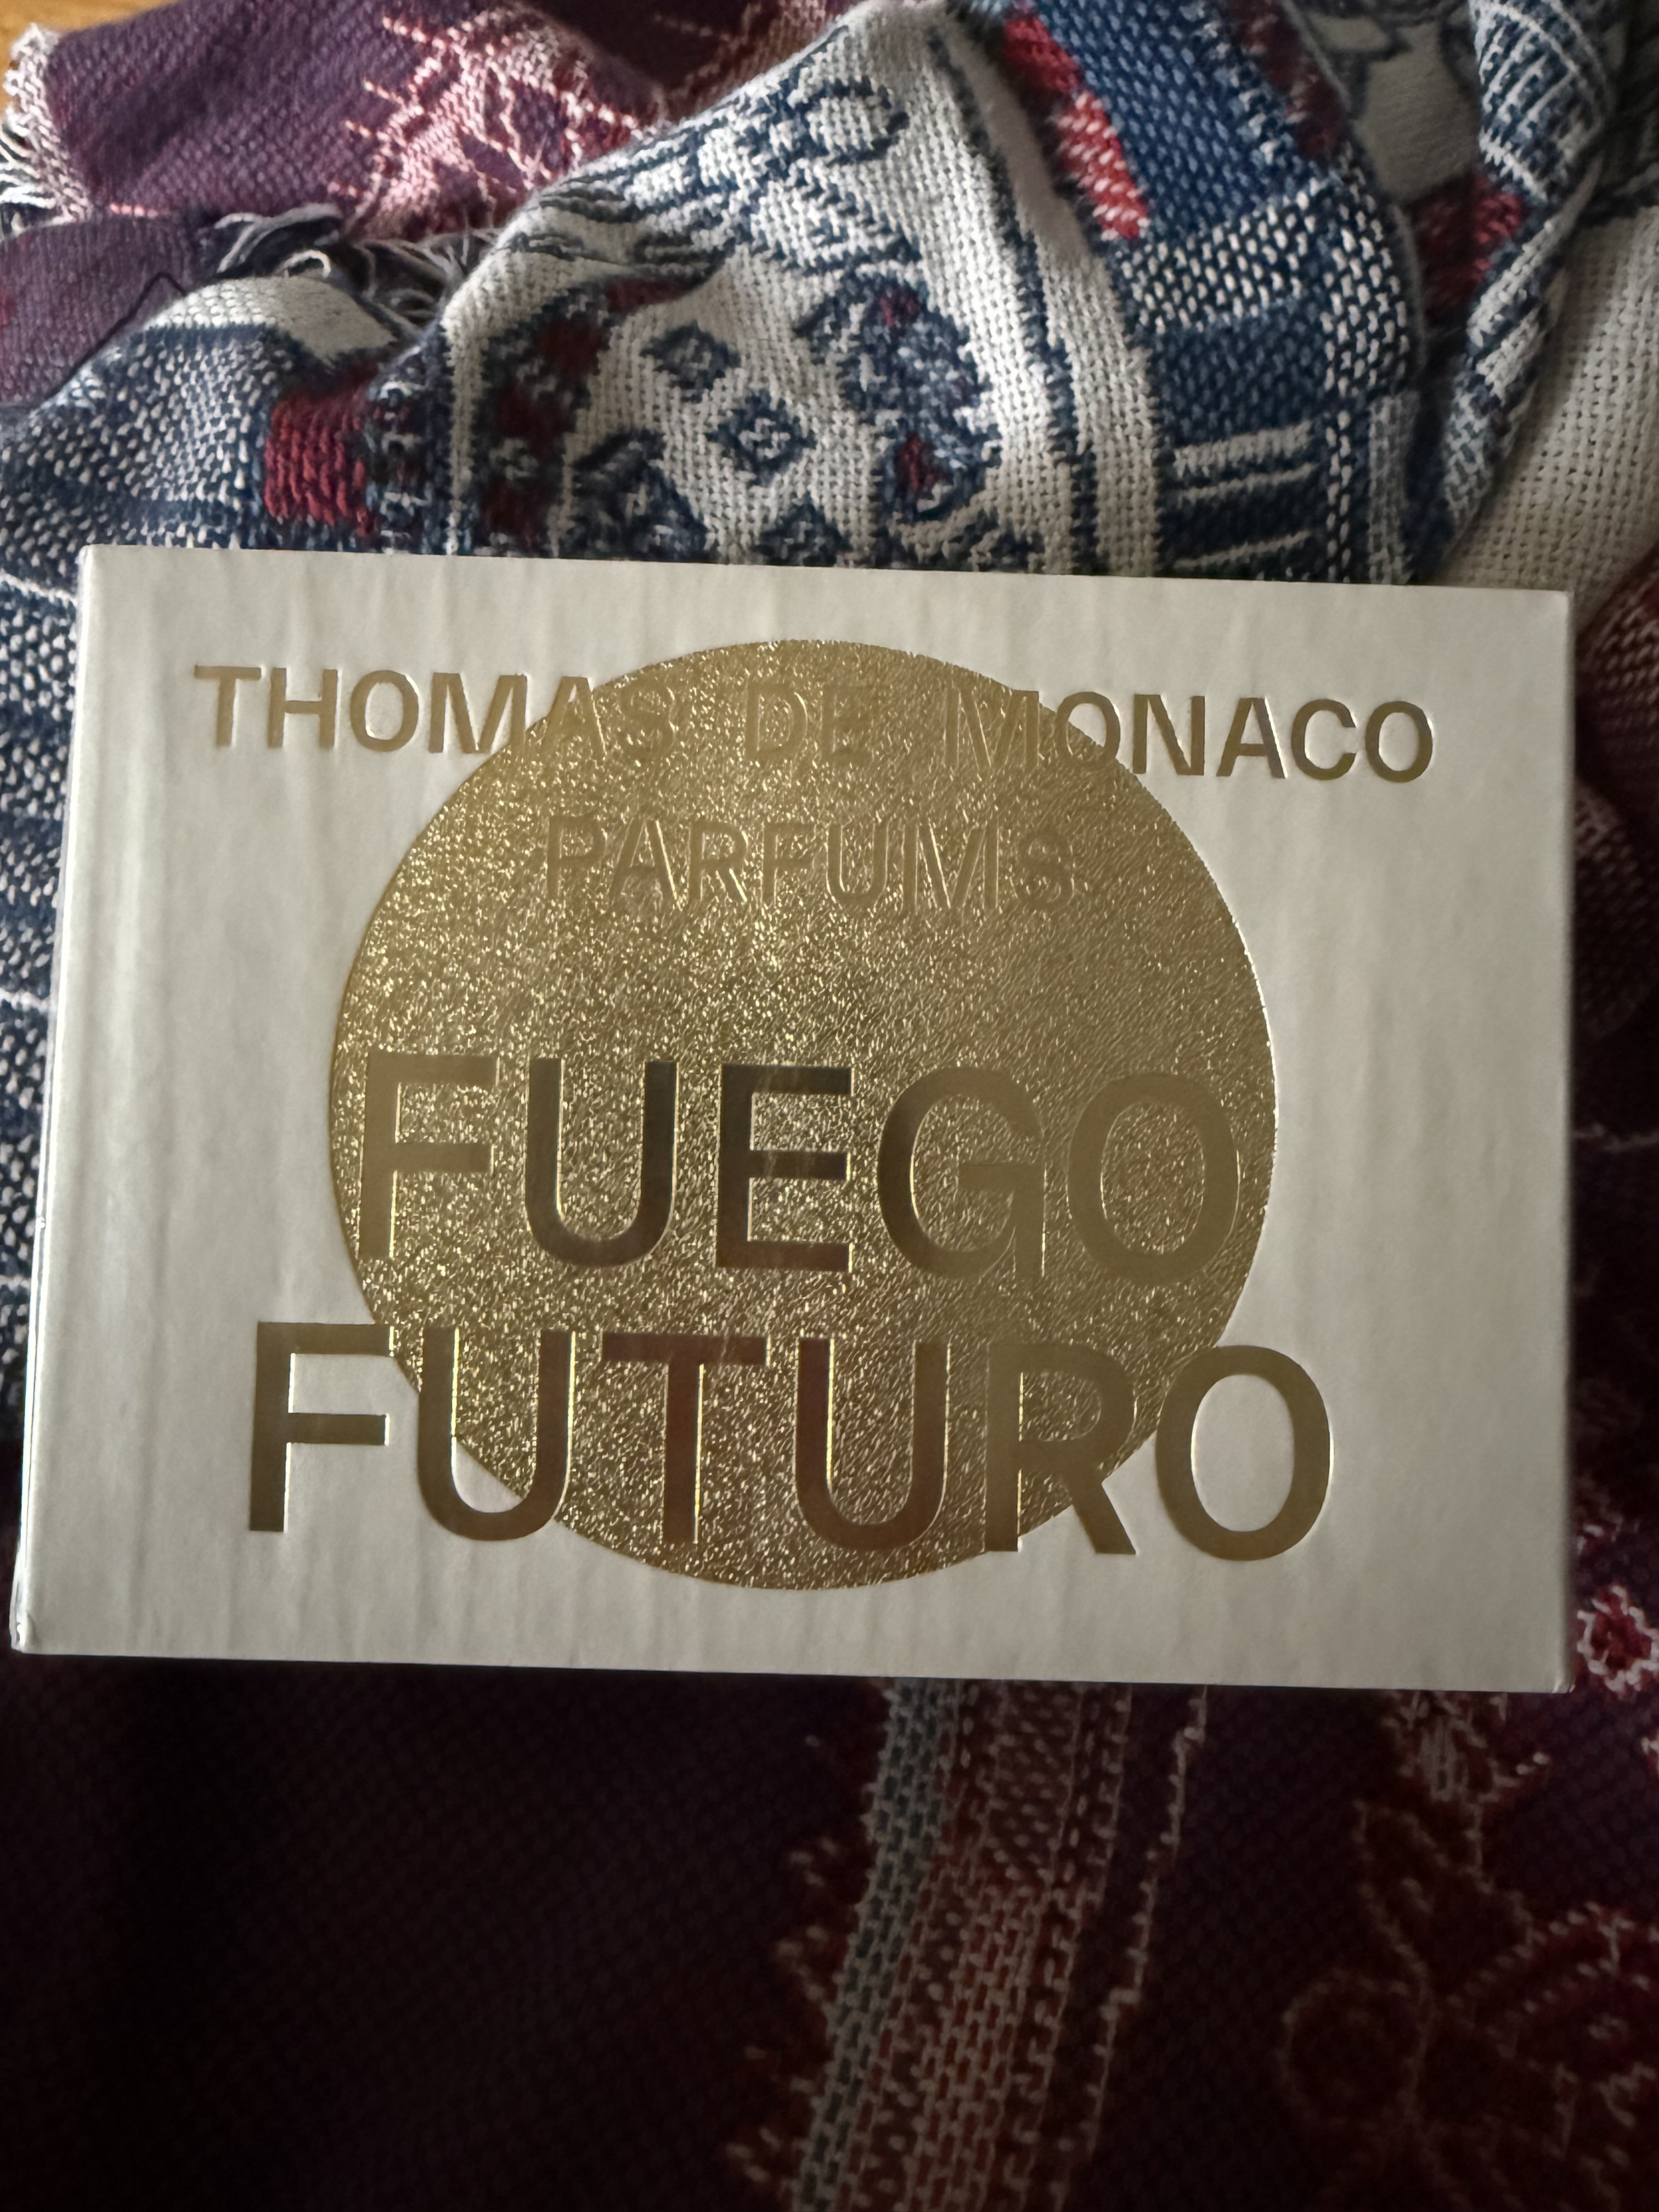 THOMAS DE MONACO
PARFUMS
FUEGO
FUTURO